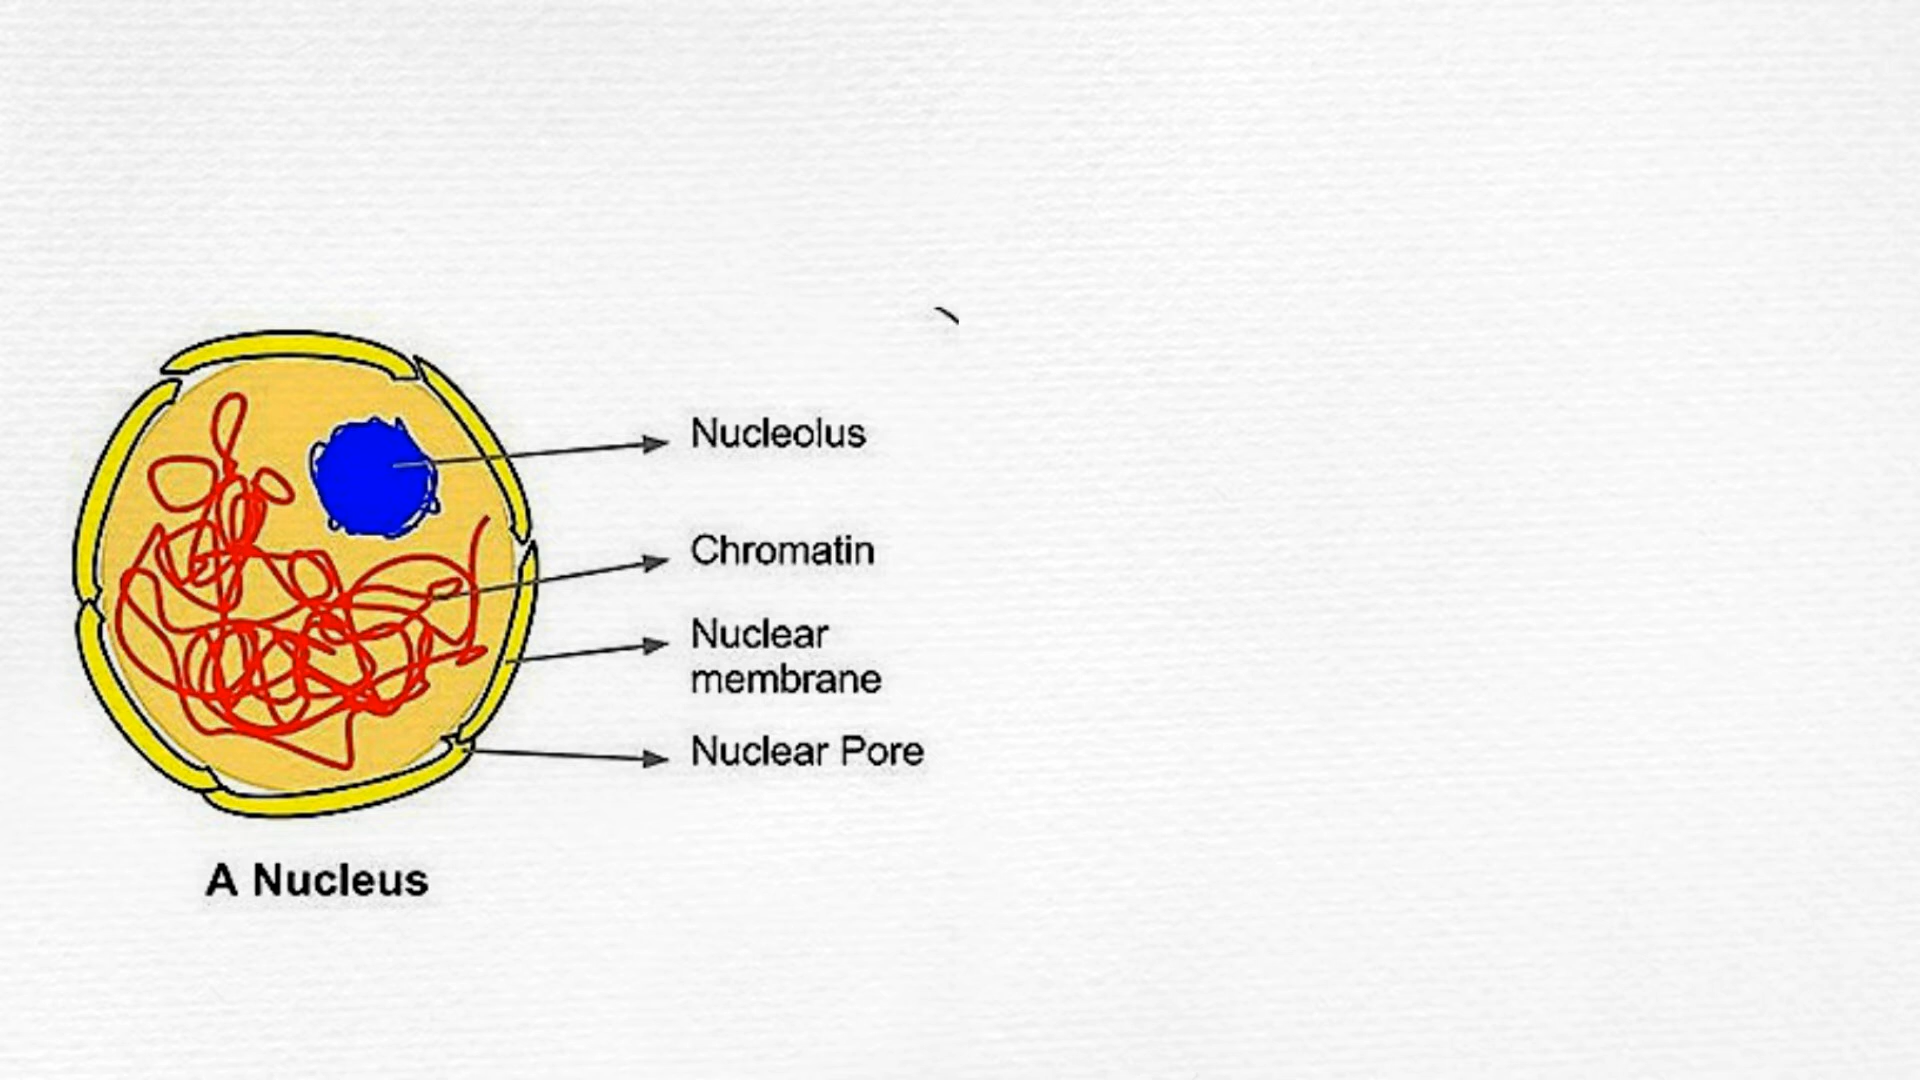 Nucleolus
Chromatin
Nuclear
membrane
Nuclear Pore
A Nucleus